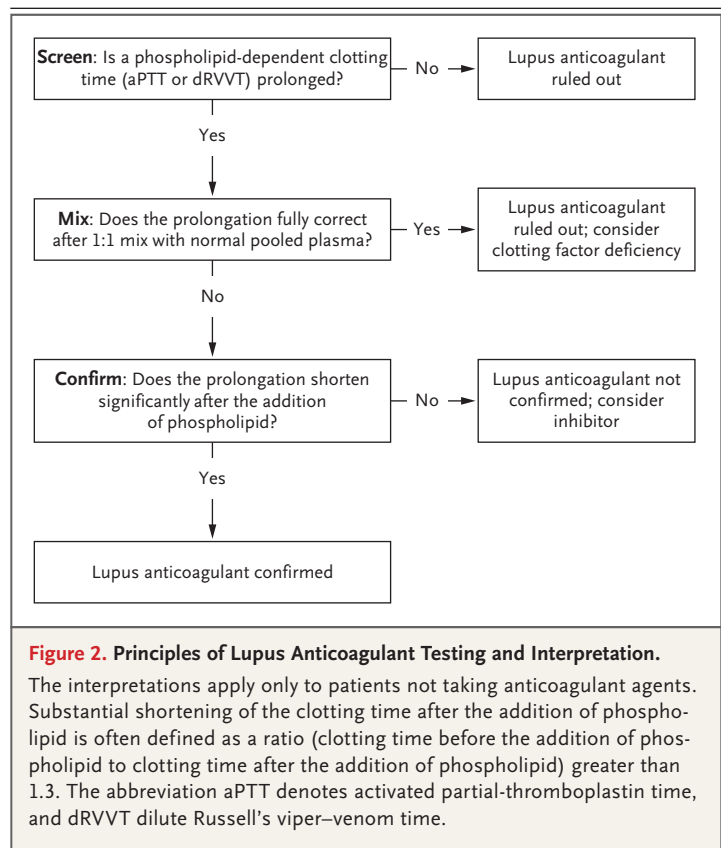 Screen: Is a phospholipid-dependent clotting
time (aPTT or dRVVT) prolonged?
No
Lupus anticoagulant
ruled out
Yes
Mix: Does the prolongation fully correct
after 1:1 mix with normal pooled plasma?
Yes
Lupus anticoagulant
ruled out; consider
clotting factor deficiency
No
Confirm: Does the prolongation shorten
significantly after the addition
of phospholipid?
No
Lupus anticoagulant not
confirmed; consider
inhibitor
Yes
Lupus anticoagulant confirmed
Figure 2. Principles of Lupus Anticoagulant Testing and Interpretation.
The interpretations apply only to patients not taking anticoagulant agents.
Substantial shortening of the clotting time after the addition of phospho-
lipid is often defined as a ratio (clotting time before the addition of phos-
pholipid to clotting time after the addition of phospholipid) greater than
1.3. The abbreviation aPTT denotes activated partial-thromboplastin time,
and dRVVT dilute Russell's viper–venom time.